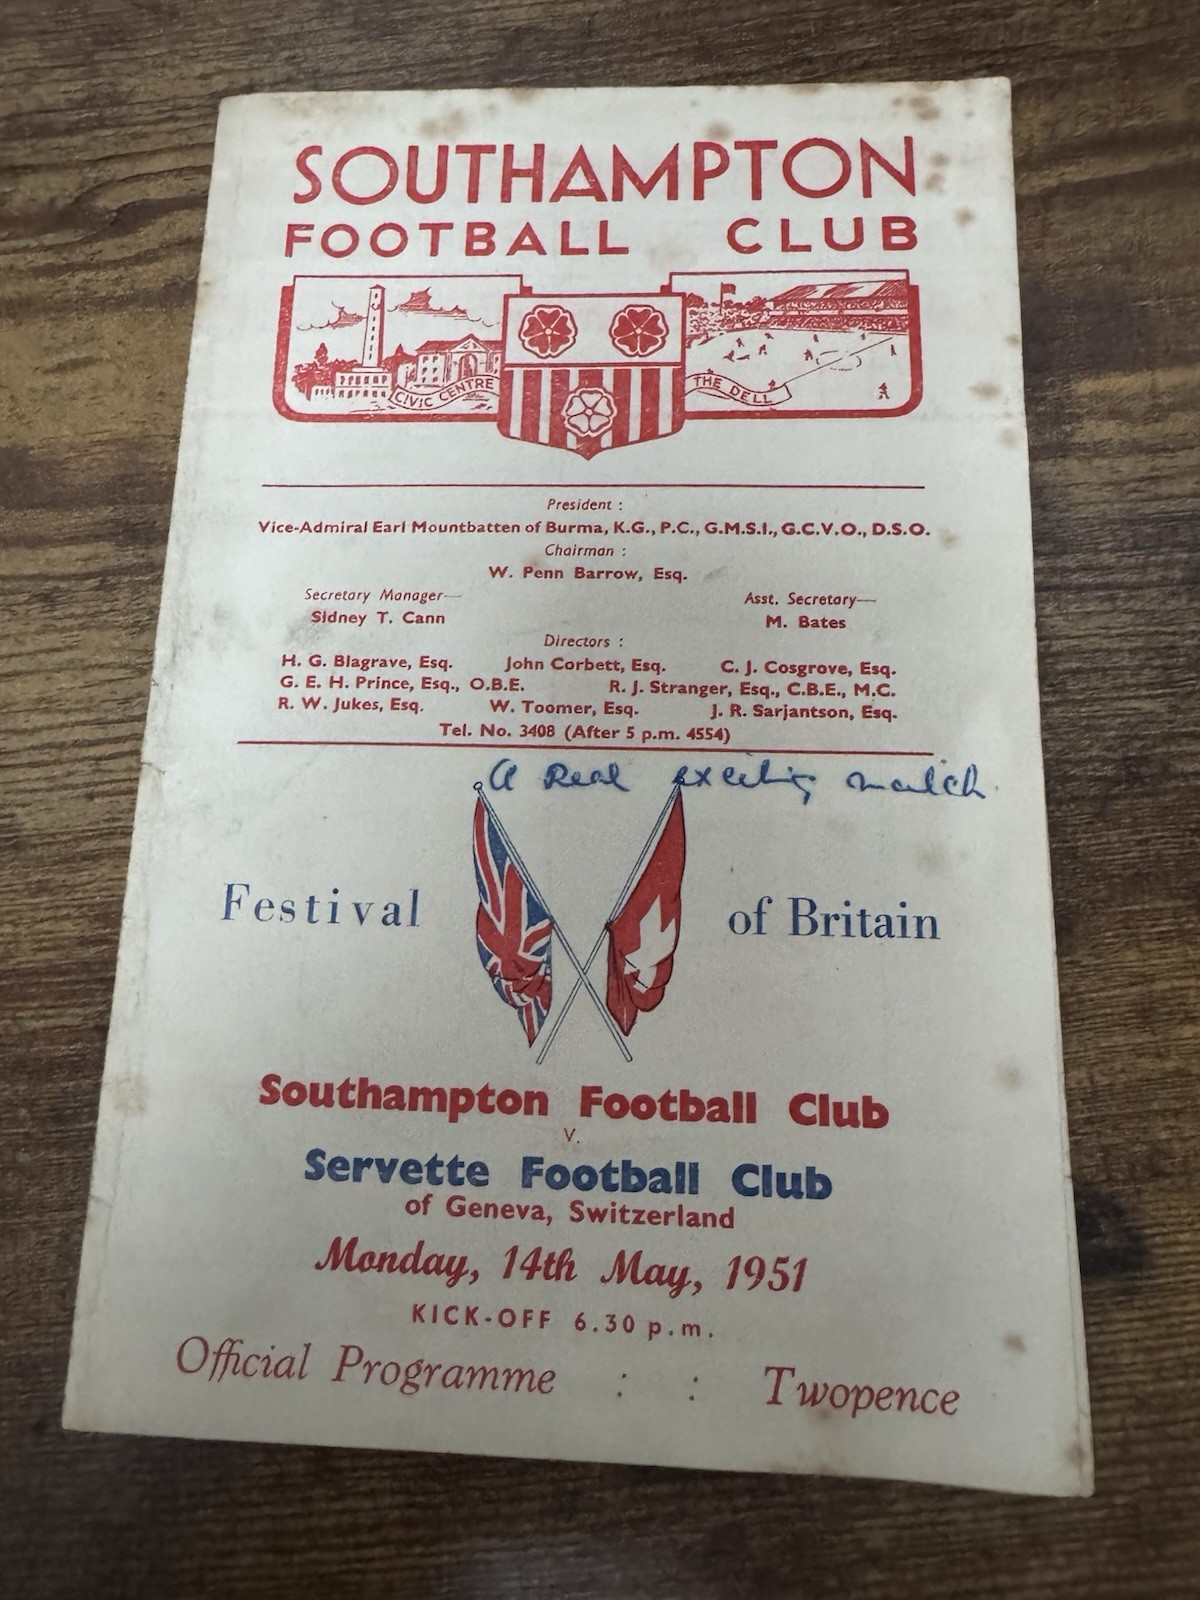 SOUTHAMPTON
FOOTBALL CLUB
CIVIC CENTRE
THE DELL
President :
Vice-Admiral Earl Mountbatten of Burma, K.G., P.C., G.M.S.I., G.C.V.O., D.S.O.
Chairman :
W. Penn Barrow, Esq.
Secretary Manager— Asst. Secretary—
Sidney T. Cann M. Bates
Directors :
H. G. Blagrave, Esq. John Corbett, Esq. C. J. Cosgrove, Esq.
G. E. H. Prince, Esq., O.B.E. R. J. Stranger, Esq., C.B.E., M.C.
R. W. Jukes, Esq. W. Toomer, Esq. J. R. Sarjantson, Esq.
Tel. No. 3408 (After 5 p.m. 4554)
A Real exciting match
Festival of Britain
Southampton Football Club
v.
Servette Football Club
of Geneva, Switzerland
Monday, 14th May, 1951
KICK-OFF 6.30 p.m.
Official Programme : : Twopence